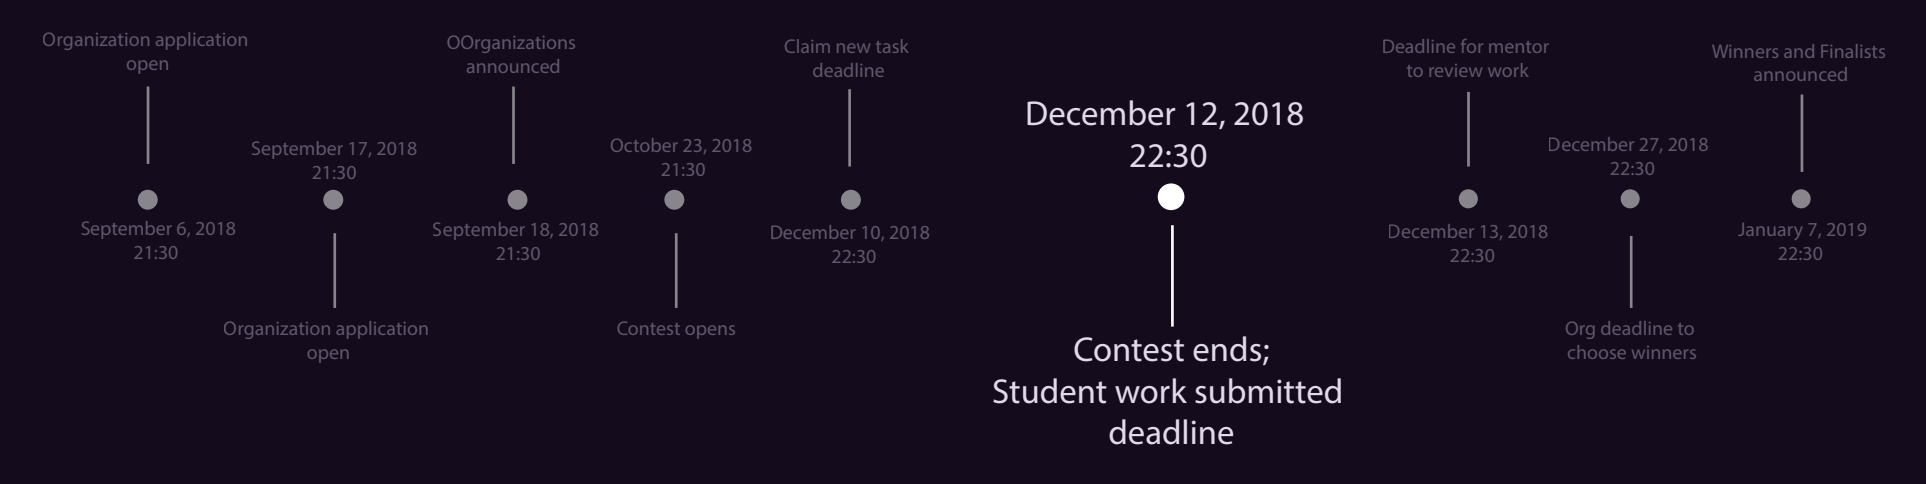 Organization application
open
September 6, 2018
21:30
September 17, 2018
21:30
Organization application
open
OOrganizations
announced
September 18, 2018
21:30
October 23, 2018
21:30
Contest opens
Claim new task
deadline
December 10, 2018
22:30
December 12, 2018
22:30
Contest ends;
Student work submitted
deadline
Deadline for mentor
to review work
December 13, 2018
22:30
December 27, 2018
22:30
Org deadline to
choose winners
Winners and Finalists
announced
January 7, 2019
22:30